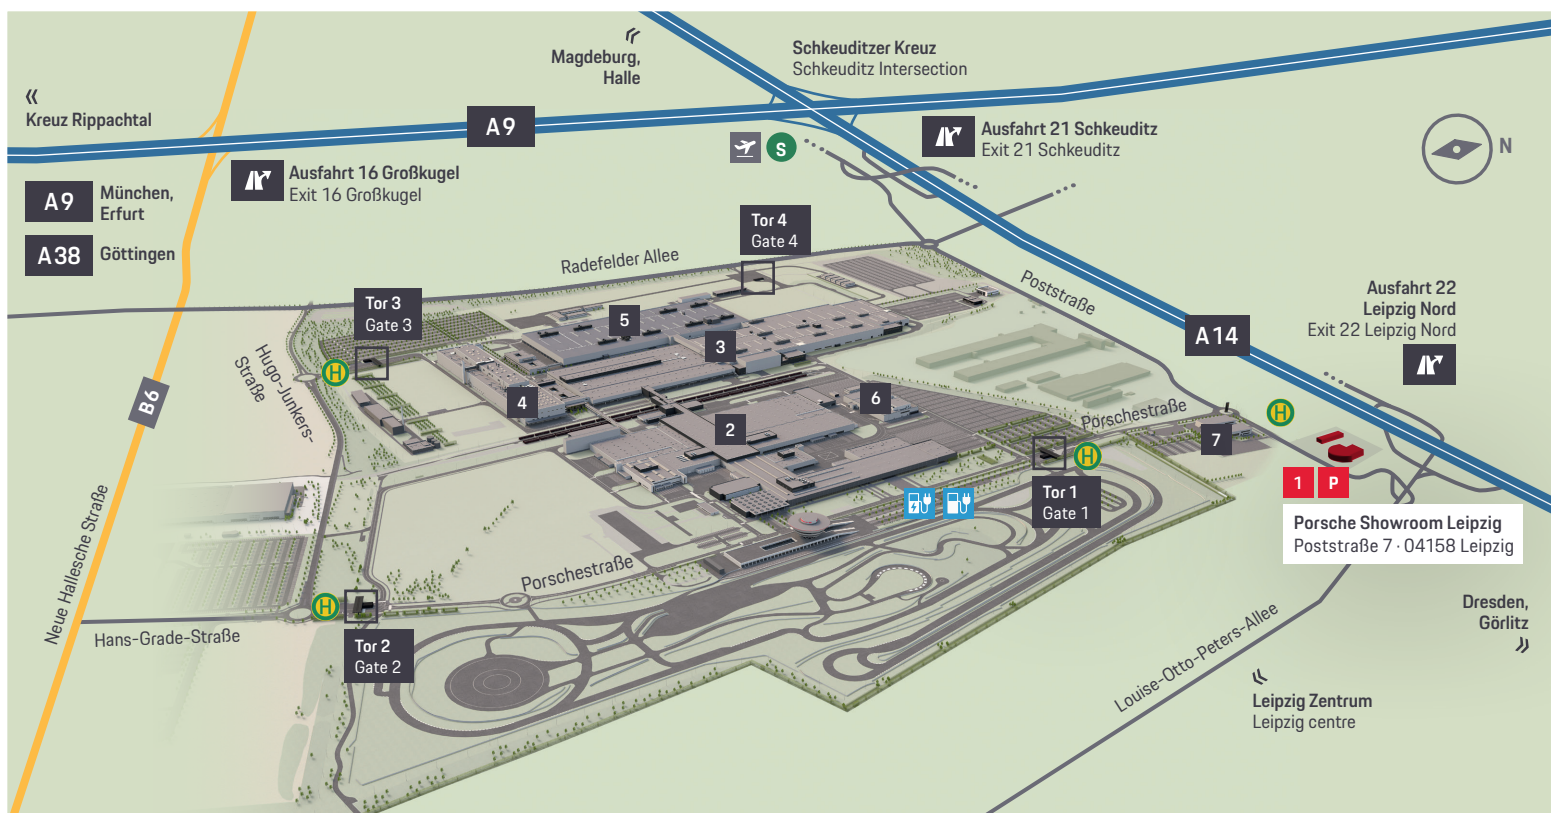 Magdeburg,
Halle
Schkeuditzer Kreuz
Schkeuditz Intersection
Kreuz Rippachtal
A9
Ausfahrt 21 Schkeuditz
Exit 21 Schkeuditz
S
N
Ausfahrt 16 Großkugel
Exit 16 Großkugel
A9
München,
Erfurt
A38
Göttingen
Tor 4
Gate 4
Radefelder Allee
Poststraße
Tor 3
Gate 3
5
3
Ausfahrt 22
Leipzig Nord
Exit 22 Leipzig Nord
A14
H
Hugo-Junkers-
Straße
4
6
2
B6
Porschestraße
H
7
H
Tor 1
Gate 1
1
P
Porsche Showroom Leipzig
Poststraße 7 · 04158 Leipzig
Neue Hallesche Straße
Porschestraße
H
Hans-Grade-Straße
Tor 2
Gate 2
Dresden,
Görlitz
Louise-Otto-Peters-Allee
Leipzig Zentrum
Leipzig centre